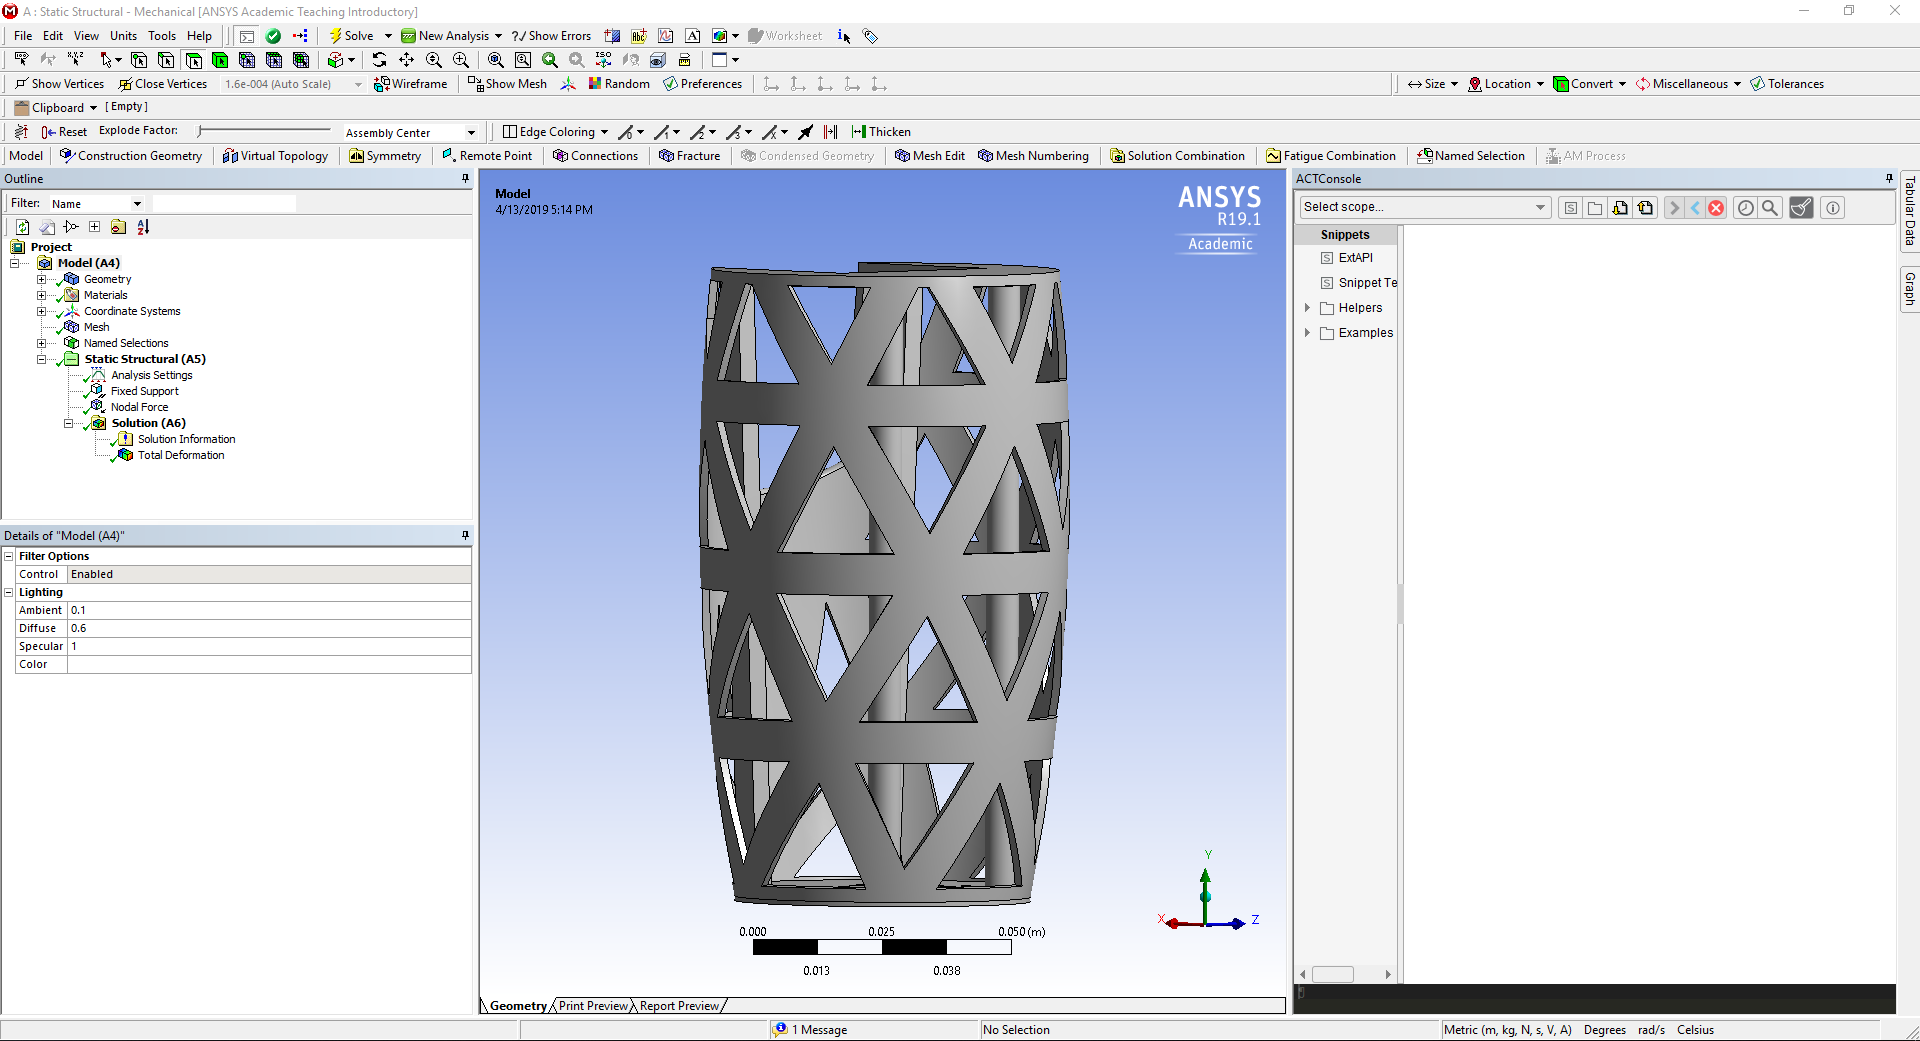 A : Static Structural - Mechanical [ANSYS Academic Teaching Introductory]
File Edit View Units Tools Help Solve New Analysis ?/ Show Errors Worksheet
Show Vertices Close Vertices 1.6e-004 (Auto Scale) Wireframe Show Mesh Random Preferences Size Location Convert Miscellaneous Tolerances
Clipboard [ Empty ]
Reset Explode Factor: Assembly Center Edge Coloring Thicken
Model Construction Geometry Virtual Topology Symmetry Remote Point Connections Fracture Condensed Geometry Mesh Edit Mesh Numbering Solution Combination Fatigue Combination Named Selection AM Process
Outline
Filter: Name
Project
Model (A4)
Geometry
Materials
Coordinate Systems
Mesh
Named Selections
Static Structural (A5)
Analysis Settings
Fixed Support
Nodal Force
Solution (A6)
Solution Information
Total Deformation
Details of "Model (A4)"
Filter Options
Control Enabled
Lighting
Ambient 0.1
Diffuse 0.6
Specular 1
Color
Model
4/13/2019 5:14 PM
ANSYS
R19.1
Academic
Y
X
Z
0.000 0.025 0.050 (m)
0.013 0.038
Geometry Print Preview Report Preview
ACTConsole
Select scope...
Snippets
ExtAPI
Snippet Te
Helpers
Examples
Tabular Data
Graph
1 Message No Selection Metric (m, kg, N, s, V, A) Degrees rad/s Celsius